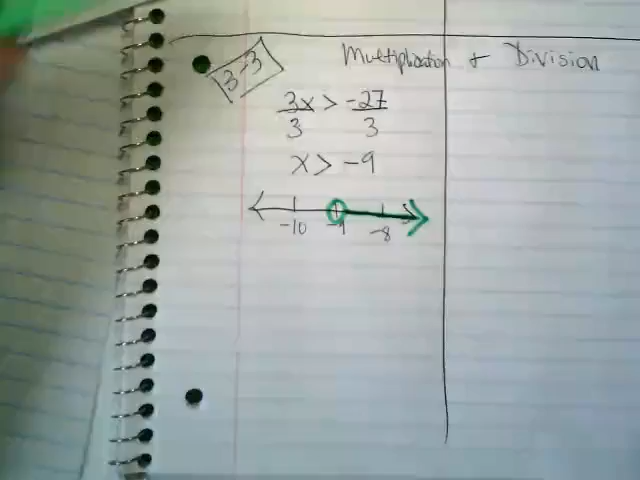 3-3
Multiplication + Division
3x > -27
3 3
x > -9
-10 -9 -8